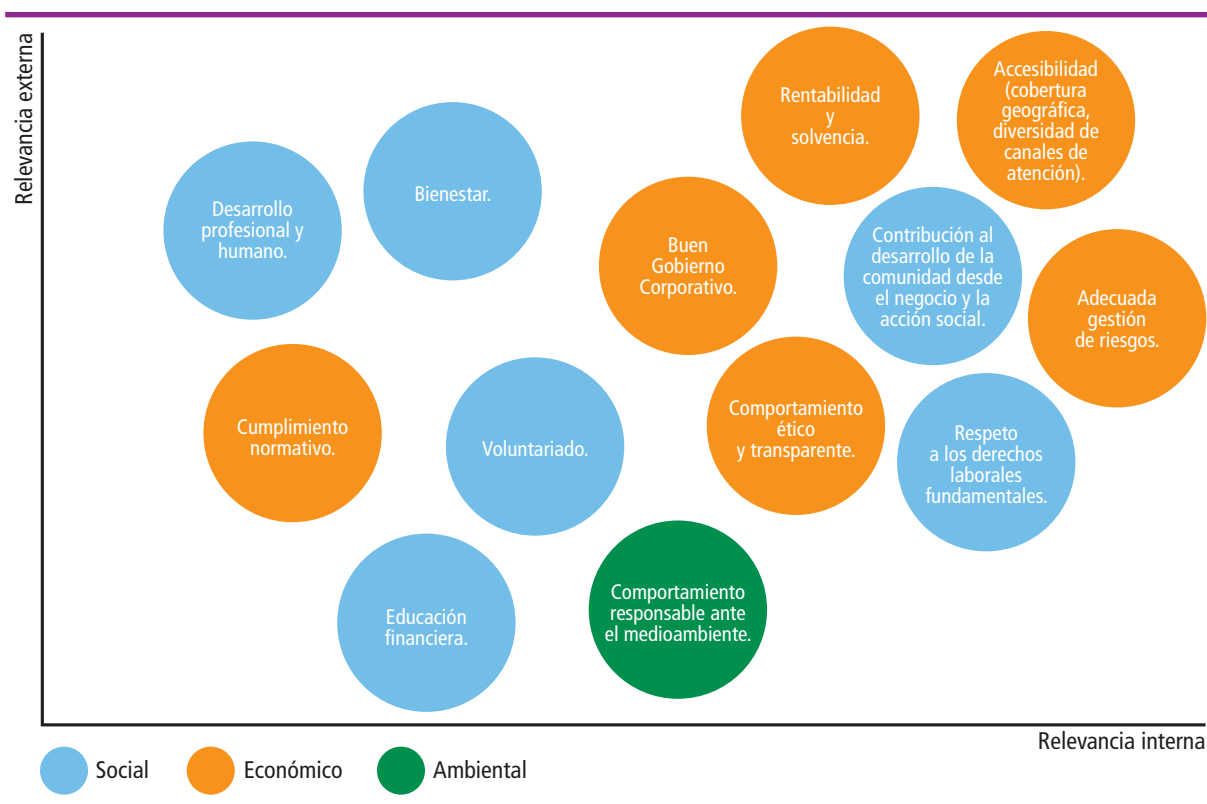 Relevancia externa
Rentabilidad
y
solvencia.
Accesibilidad
(cobertura
geográfica,
diversidad de
canales de
atención).
Desarrollo
profesional y
humano.
Bienestar.
Buen
Gobierno
Corporativo.
Contribución al
desarrollo de la
comunidad desde
el negocio y la
acción social.
Adecuada
gestión
de riesgos.
Cumplimiento
normativo.
Voluntariado.
Comportamiento
ético
y transparente.
Respeto
a los derechos
laborales
fundamentales.
Educación
financiera.
Comportamiento
responsable ante
el medioambiente.
Relevancia interna
Social
Económico
Ambiental